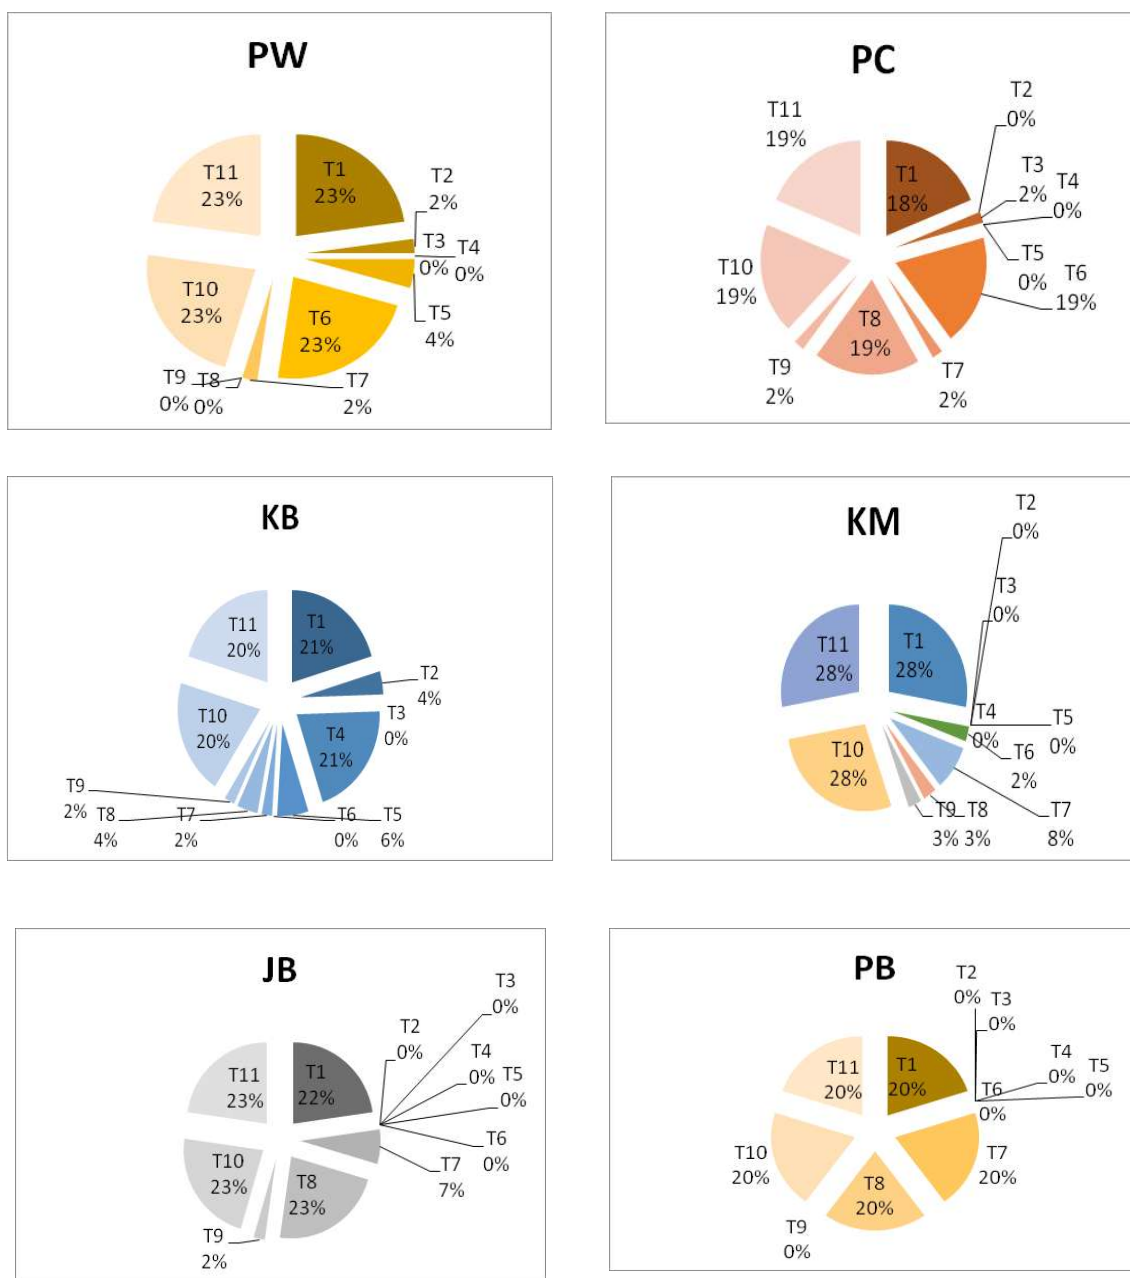 PW
T1
23%
T2
2%
T3
0%
T4
0%
T5
4%
T6
23%
T7
2%
T8
0%
T9
0%
T10
23%
T11
23%
PC
T1
18%
T2
0%
T3
2%
T4
0%
T5
0%
T6
19%
T7
2%
T8
19%
T9
2%
T10
19%
T11
19%
KB
T1
21%
T2
4%
T3
0%
T4
21%
T5
6%
T6
0%
T7
2%
T8
4%
T9
2%
T10
20%
T11
20%
KM
T1
28%
T2
0%
T3
0%
T4
0%
T5
0%
T6
2%
T7
8%
T8
3%
T9
3%
T10
28%
T11
28%
JB
T1
22%
T2
0%
T3
0%
T4
0%
T5
0%
T6
0%
T7
7%
T8
23%
T9
2%
T10
23%
T11
23%
PB
T1
20%
T2
0%
T3
0%
T4
0%
T5
0%
T6
0%
T7
20%
T8
20%
T9
0%
T10
20%
T11
20%